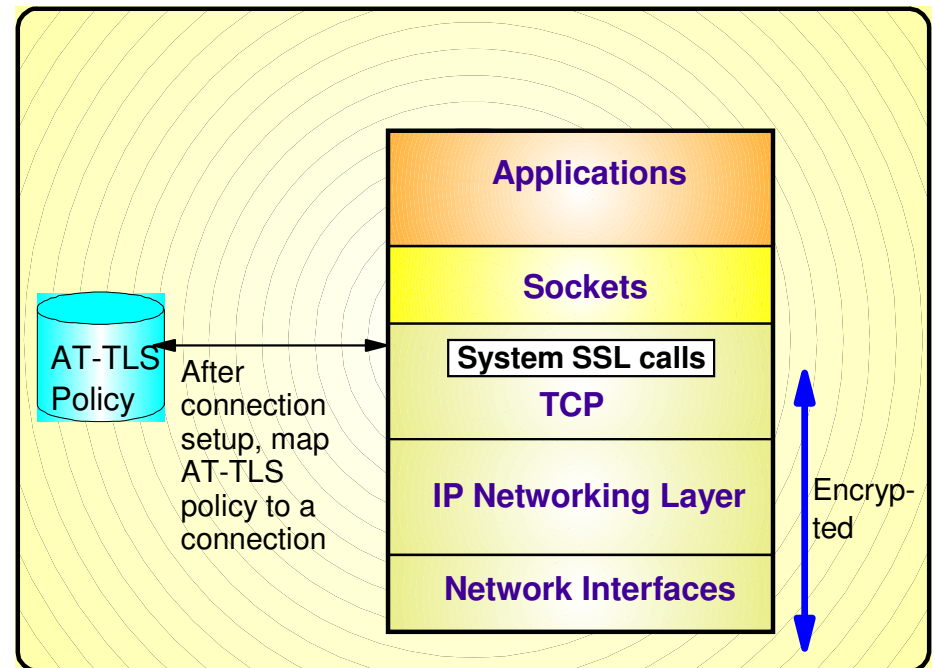 Applications
Sockets
System SSL calls
TCP
IP Networking Layer
Network Interfaces
AT-TLS
Policy
After
connection
setup, map
AT-TLS
policy to a
connection
Encryp-
ted